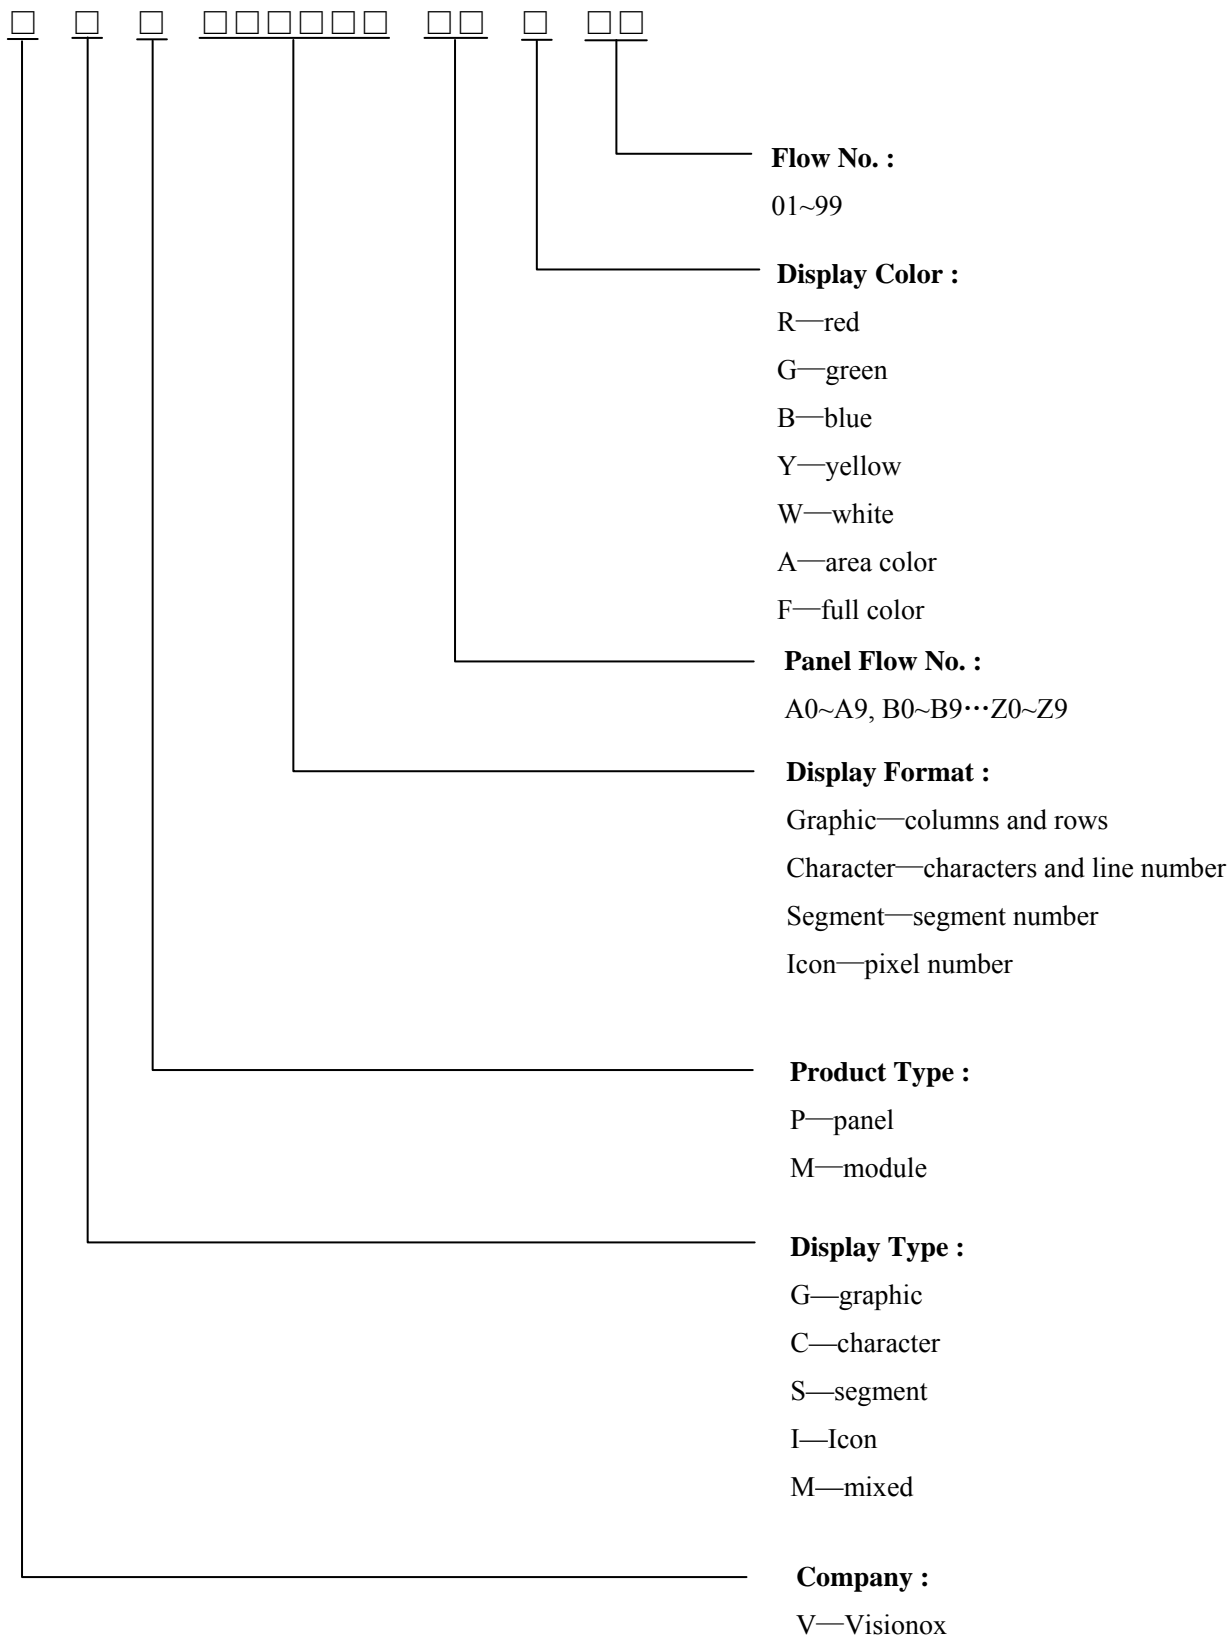 □ □ □ □□□□□□ □□ □ □□
Flow No. :
01~99
Display Color :
R—red
G—green
B—blue
Y—yellow
W—white
A—area color
F—full color
Panel Flow No. :
A0~A9, B0~B9⋯Z0~Z9
Display Format :
Graphic—columns and rows
Character—characters and line number
Segment—segment number
Icon—pixel number
Product Type :
P—panel
M—module
Display Type :
G—graphic
C—character
S—segment
I—Icon
M—mixed
Company :
V—Visionox